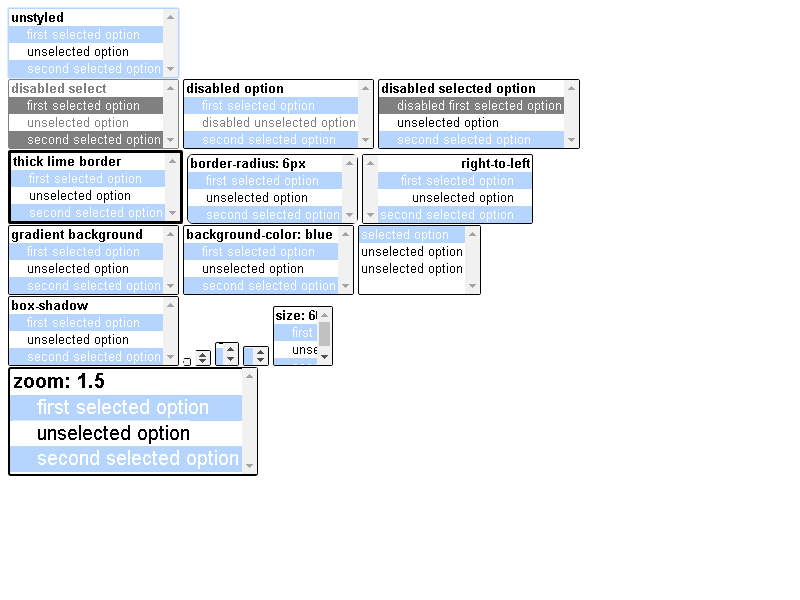 unstyled
first selected option
unselected option
second selected option
disabled select
first selected option
unselected option
second selected option
disabled option
first selected option
disabled unselected option
second selected option
disabled selected option
disabled first selected option
unselected option
second selected option
thick lime border
first selected option
unselected option
second selected option
border-radius: 6px
first selected option
unselected option
second selected option
right-to-left
first selected option
unselected option
second selected option
gradient background
first selected option
unselected option
second selected option
background-color: blue
first selected option
unselected option
second selected option
selected option
unselected option
unselected option
box-shadow
first selected option
unselected option
second selected option
size:
first
zoom: 1.5
first selected option
unselected option
second selected option